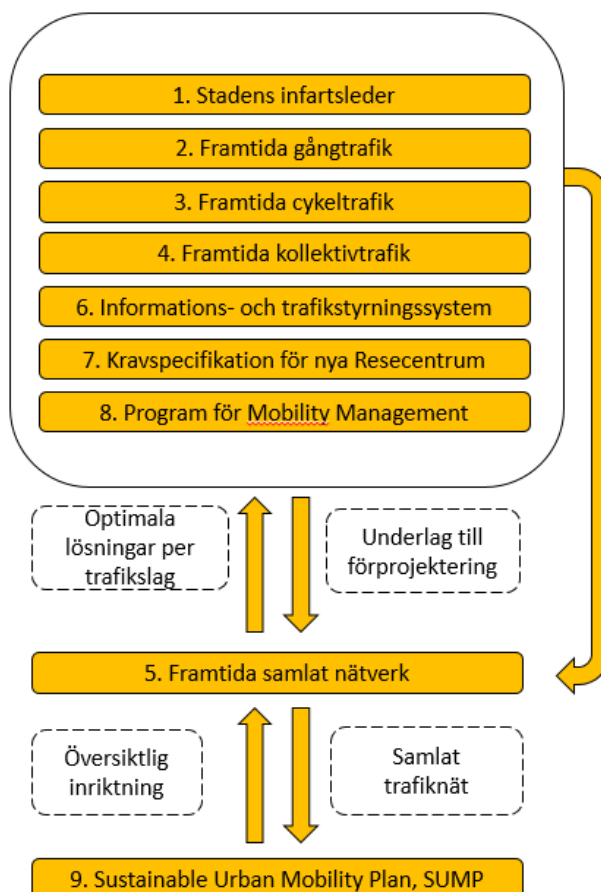 1. Stadens infartsleder
2. Framtida gångtrafik
3. Framtida cykeltrafik
4. Framtida kollektivtrafik
6. Informations- och trafikstyrningssystem
7. Kravspecifikation för nya Resecentrum
8. Program för Mobility Management
Optimala
lösningar per
trafikslag
Underlag till
förprojektering
5. Framtida samlat nätverk
Översiktlig
inriktning
Samlat
trafiknät
9. Sustainable Urban Mobility Plan, SUMP